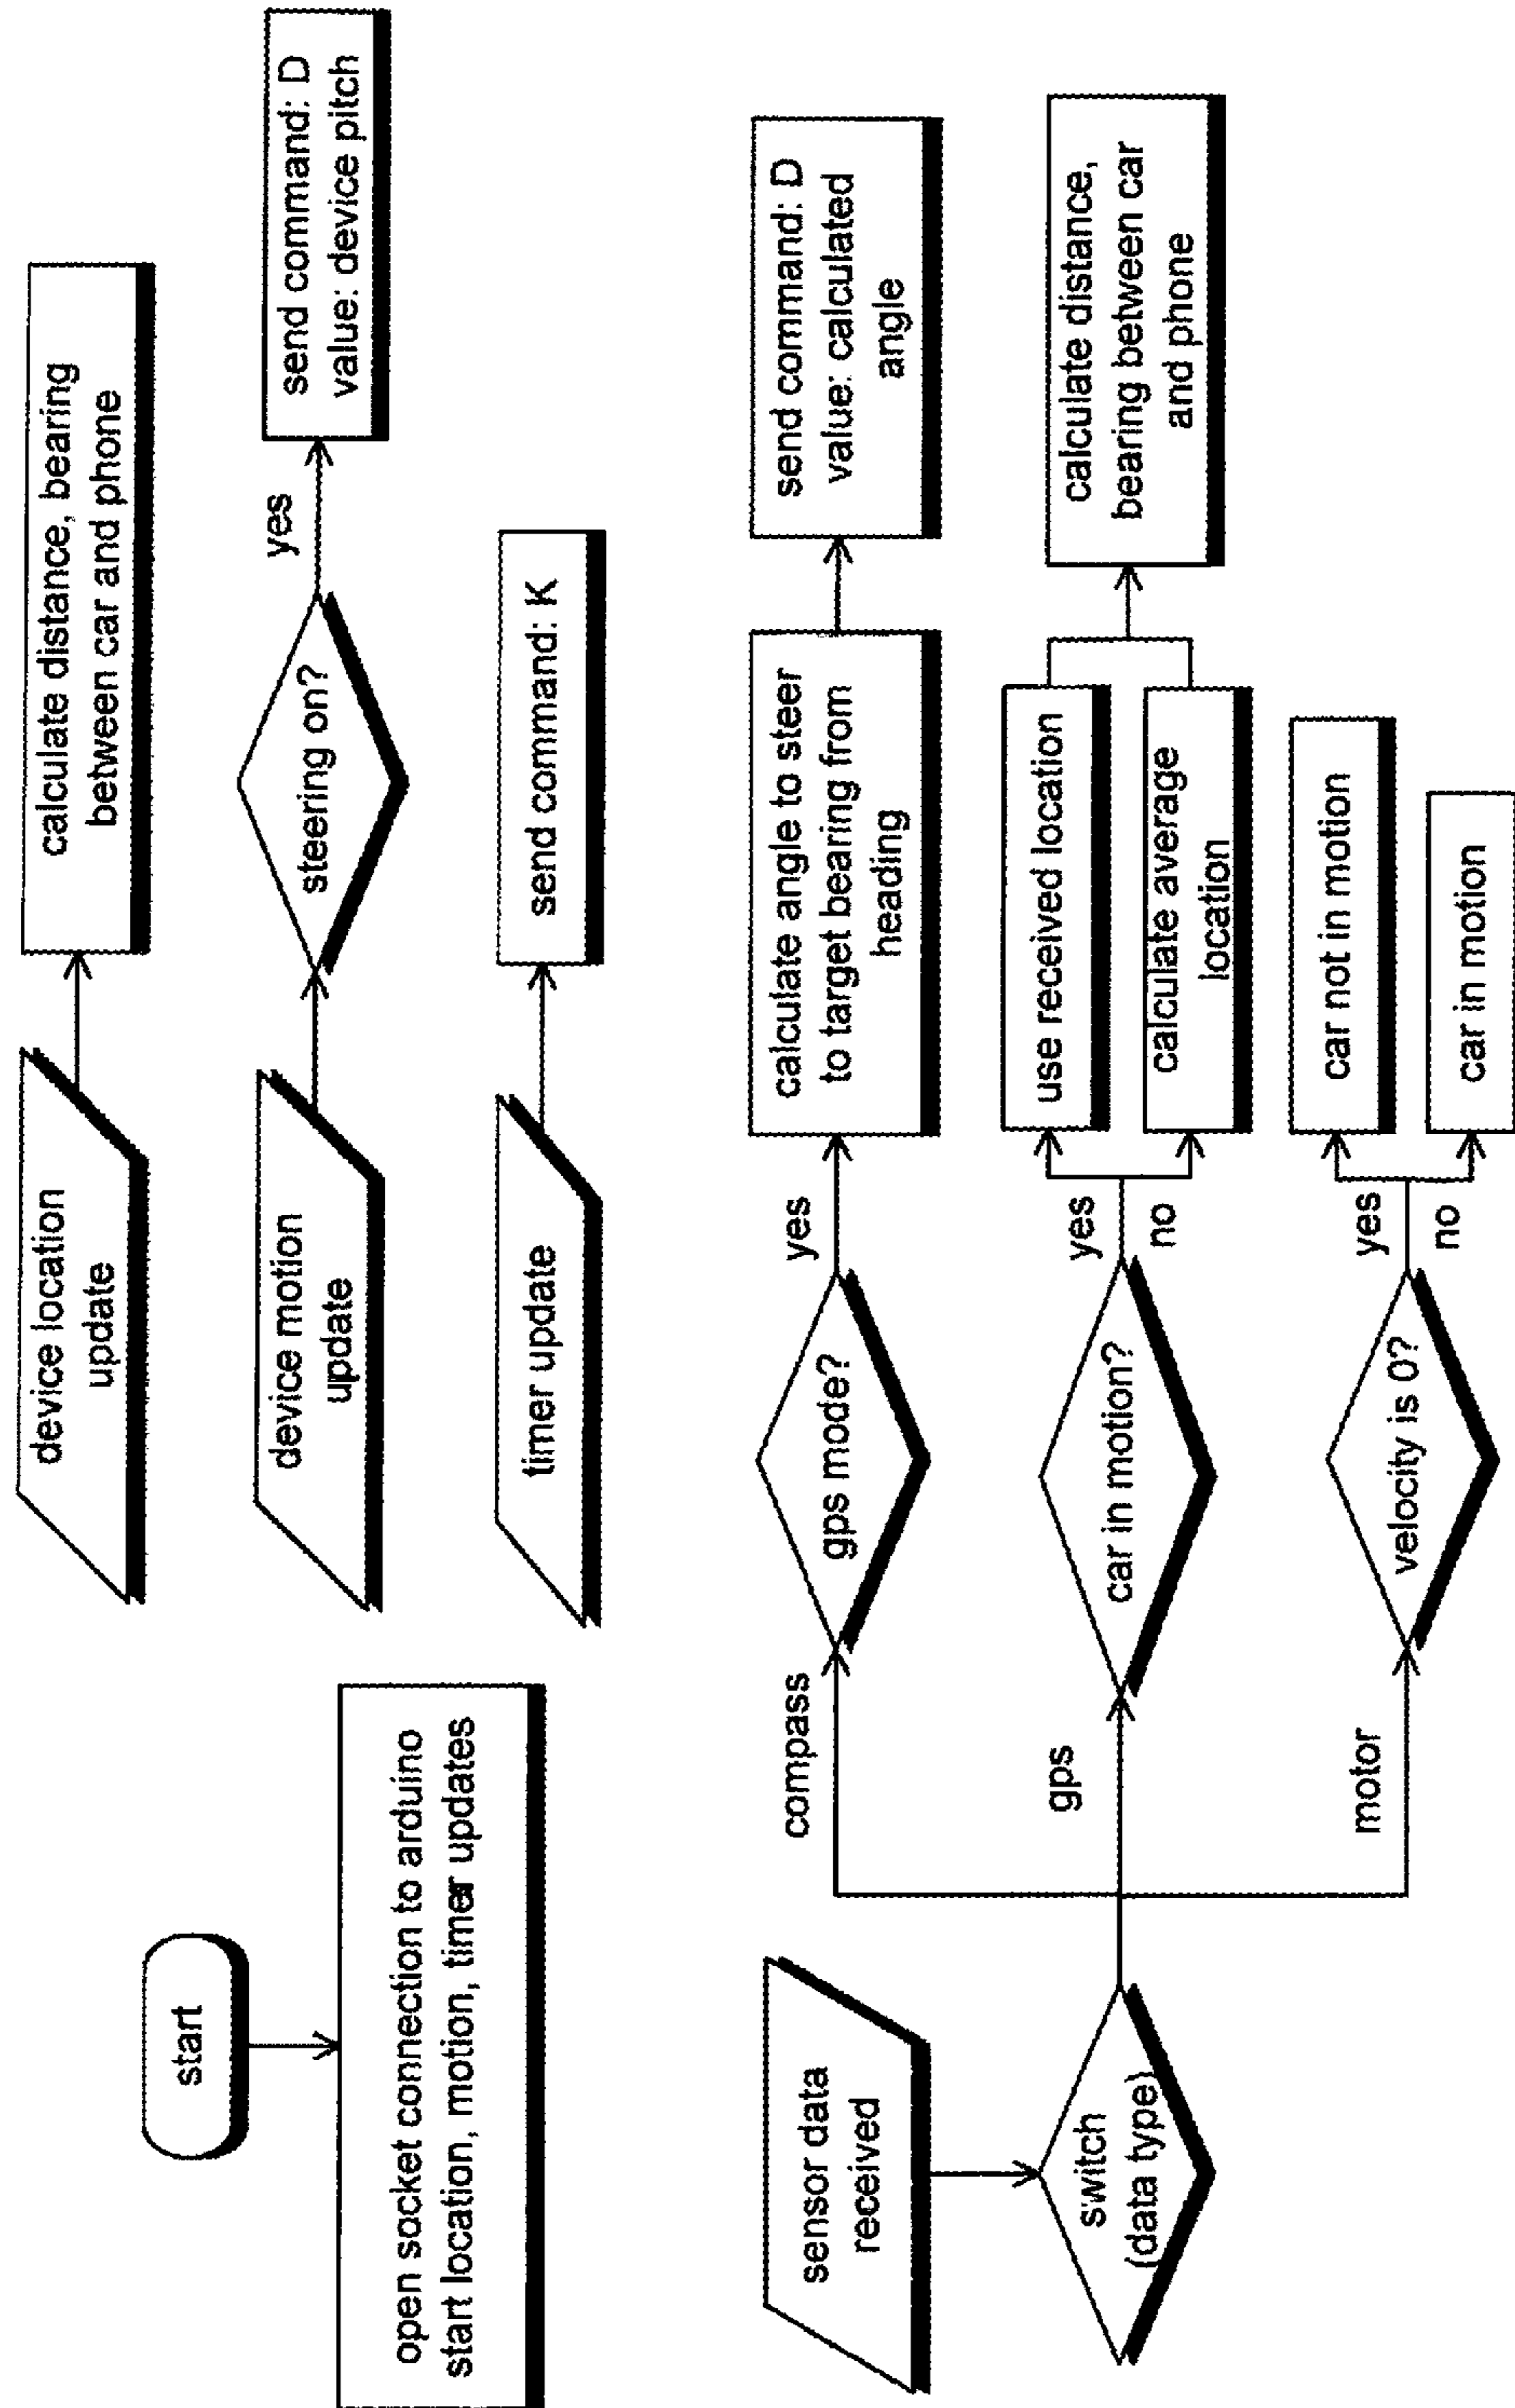 start
open socket connection to arduino
start location, motion, timer updates
device location
update
calculate distance, bearing
between car and phone
device motion
update
steering on?
yes
send command: D
value: device pitch
timer update
send command: K
sensor data
received
switch
(data type)
compass
gps mode?
yes
calculate angle to steer
to target bearing from
heading
send command: D
value: calculated
angle
gps
car in motion?
yes
no
use received location
calculate average
location
calculate distance,
bearing between car
and phone
motor
velocity is 0?
yes
no
car not in motion
car in motion